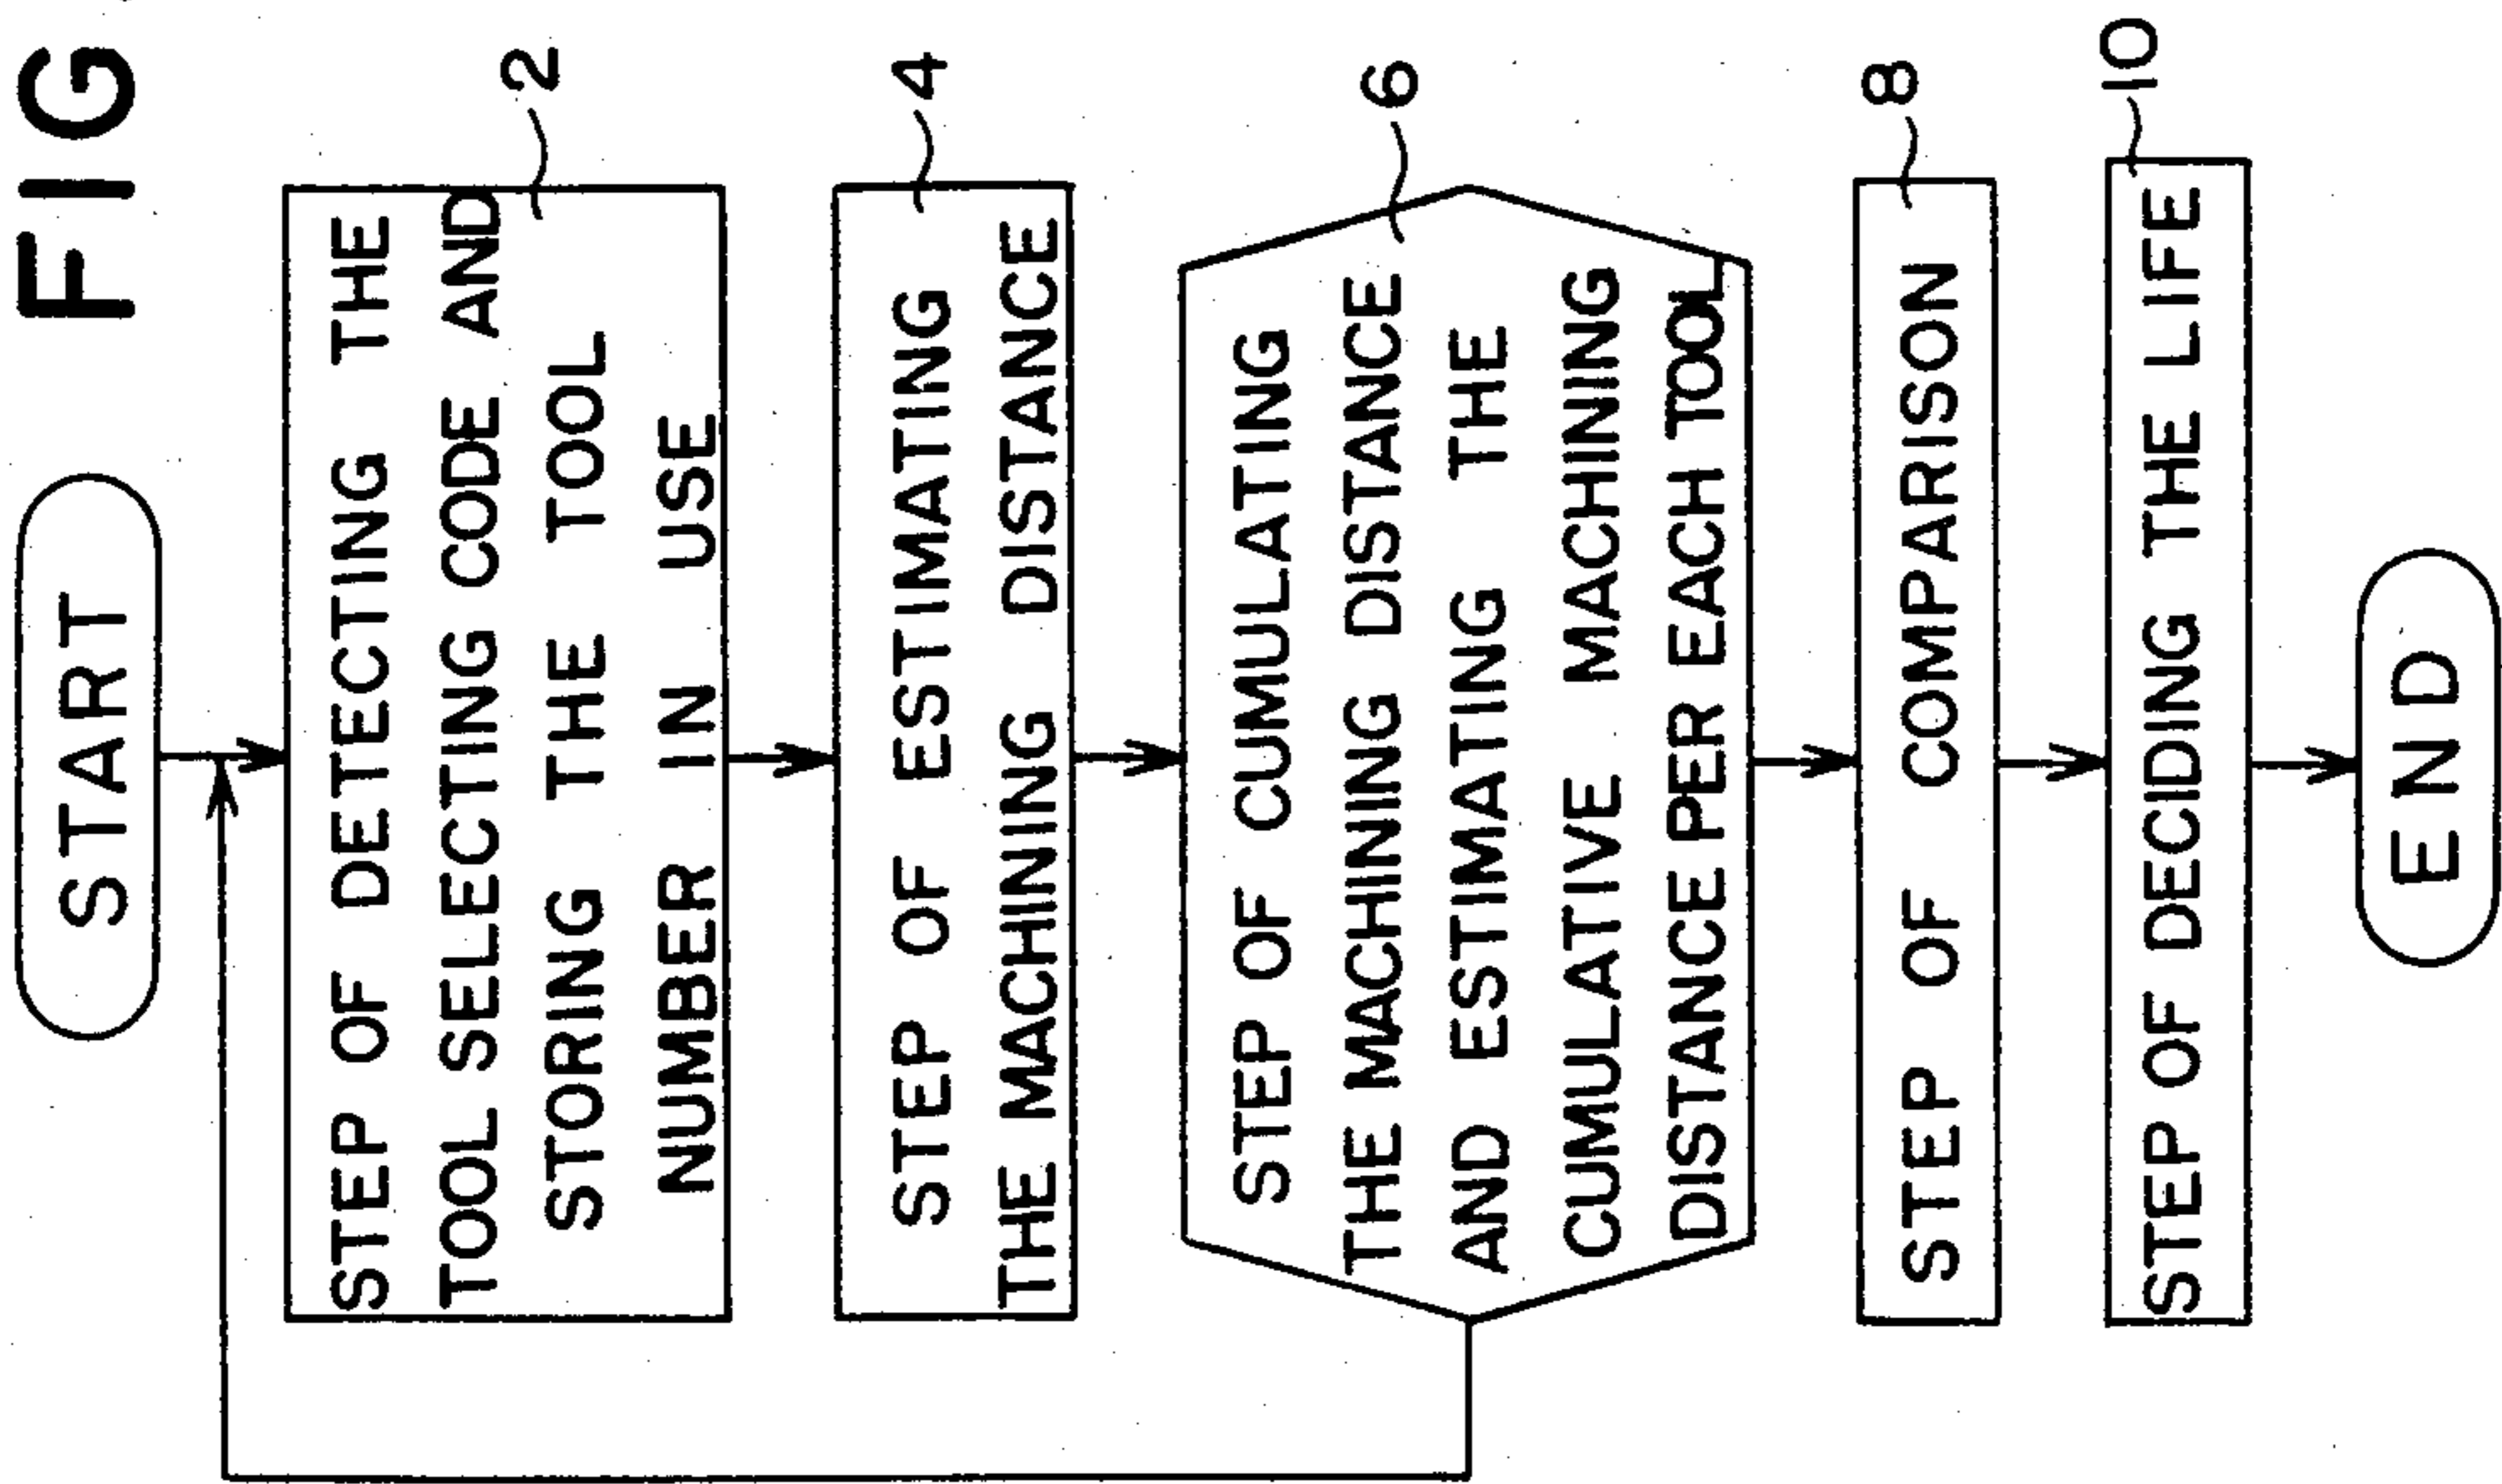 FIG
START
STEP OF DETECTING THE
TOOL SELECTING CODE AND
STORING THE TOOL
NUMBER IN USE
2
STEP OF ESTIMATING
THE MACHINING DISTANCE
4
STEP OF CUMULATING
THE MACHINING DISTANCE
AND ESTIMATING THE
CUMULATIVE MACHINING
DISTANCE PER EACH TOOL
6
STEP OF COMPARISON
8
STEP OF DECIDING THE LIFE
10
END